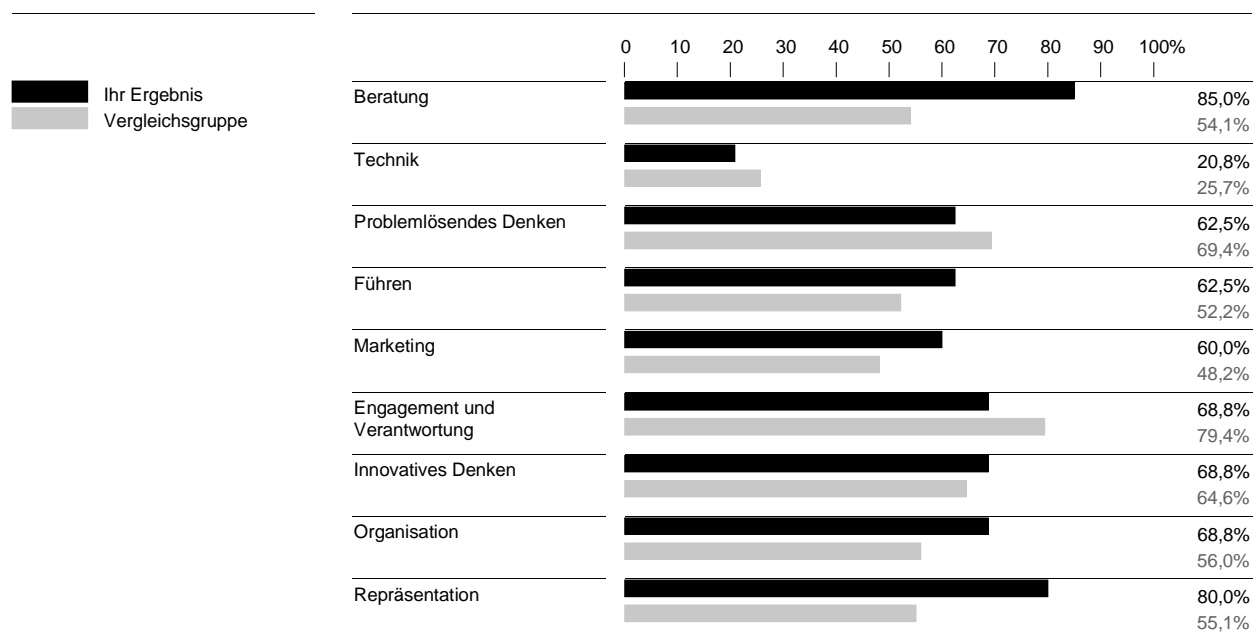 0 10 20 30 40 50 60 70 80 90 100%
Ihr Ergebnis
Vergleichsgruppe
Beratung 85,0%
54,1%
Technik 20,8%
25,7%
Problemlösendes Denken 62,5%
69,4%
Führen 62,5%
52,2%
Marketing 60,0%
48,2%
Engagement und 68,8%
Verantwortung 79,4%
Innovatives Denken 68,8%
64,6%
Organisation 68,8%
56,0%
Repräsentation 80,0%
55,1%